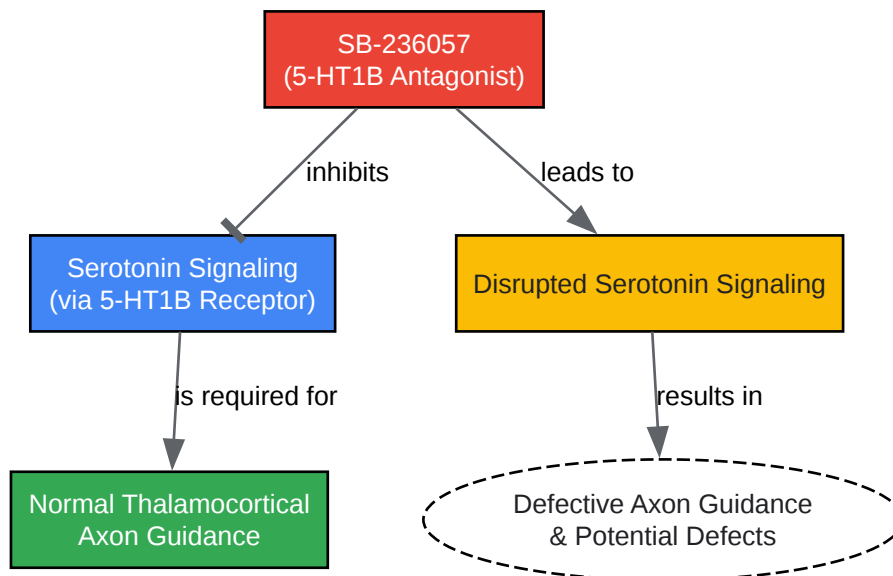 SB-236057
(5-HT1B Antagonist)
inhibits
leads to
Serotonin Signaling
(via 5-HT1B Receptor)
Disrupted Serotonin Signaling
is required for
results in
Normal Thalamocortical
Axon Guidance
Defective Axon Guidance
& Potential Defects